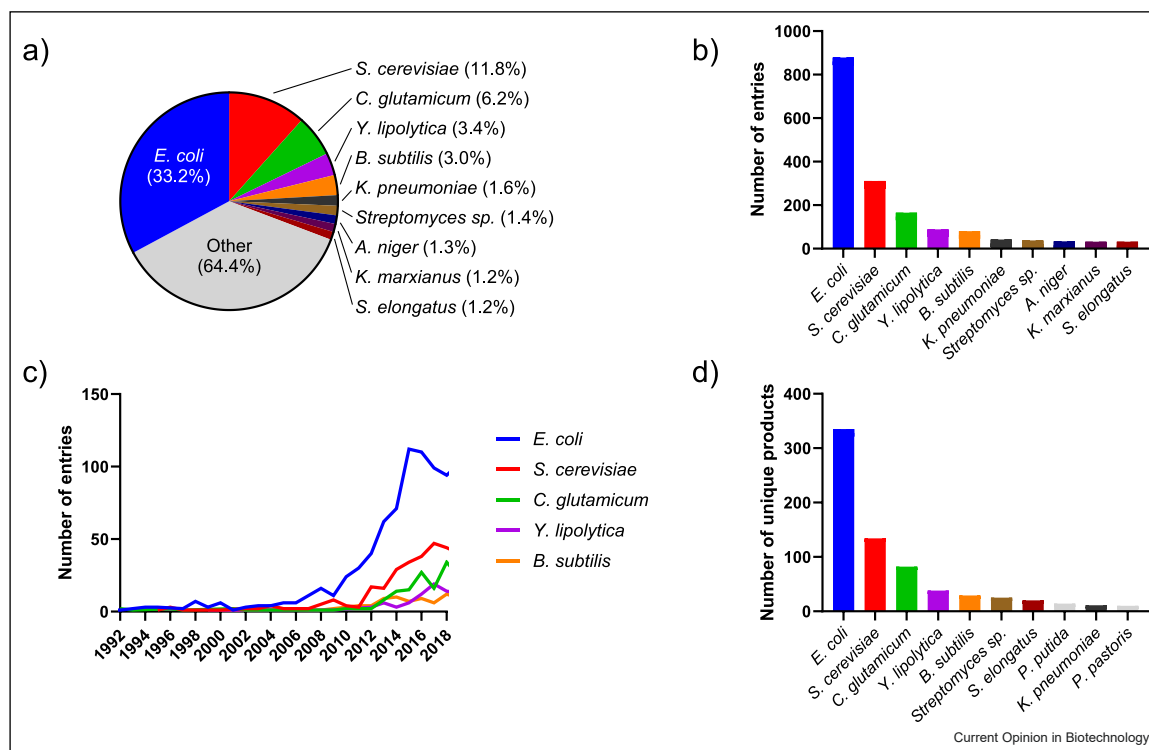 a)
S. cerevisiae (11.8%)
C. glutamicum (6.2%)
Y. lipolytica (3.4%)
B. subtilis (3.0%)
K. pneumoniae (1.6%)
Streptomyces sp. (1.4%)
A. niger (1.3%)
K. marxianus (1.2%)
S. elongatus (1.2%)
E. coli
(33.2%)
Other
(64.4%)
b)
Number of entries
1000
800
600
400
200
0
E. coli
S. cerevisiae
C. glutamicum
Y. lipolytica
B. subtilis
K. pneumoniae
Streptomyces sp.
A. niger
K. marxianus
S. elongatus
c)
Number of entries
150
100
50
0
1992
1994
1996
1998
2000
2002
2004
2006
2008
2010
2012
2014
2016
2018
E. coli
S. cerevisiae
C. glutamicum
Y. lipolytica
B. subtilis
d)
Number of unique products
400
300
200
100
0
E. coli
S. cerevisiae
C. glutamicum
Y. lipolytica
B. subtilis
Streptomyces sp.
S. elongatus
P. putida
K. pneumoniae
P. pastoris
Current Opinion in Biotechnology